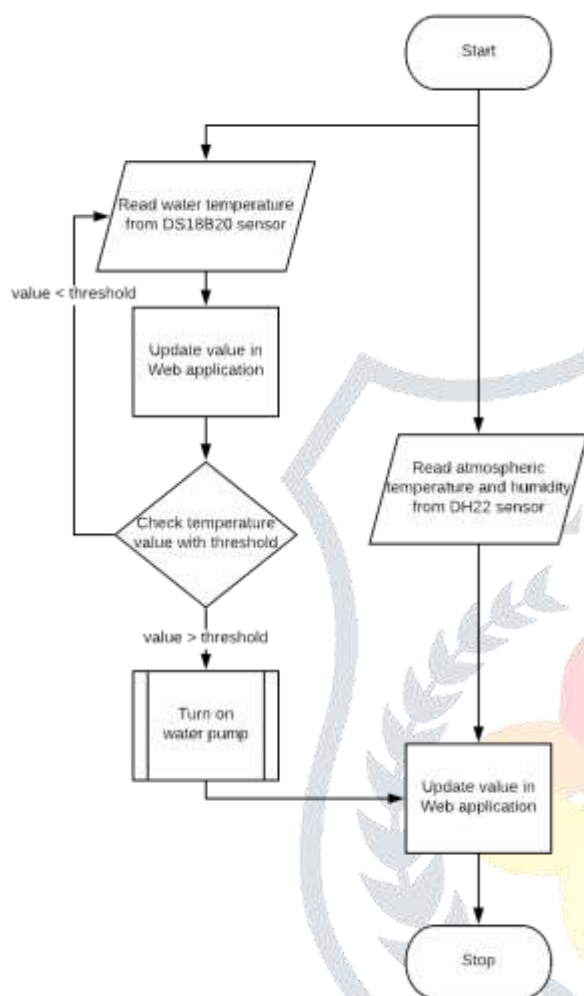 Start
Read water temperature
from DS18B20 sensor
value < threshold
Update value in
Web application
Check temperature
value with threshold
value > threshold
Turn on
water pump
Read atmospheric
temperature and humidity
from DH22 sensor
Update value in
Web application
Stop